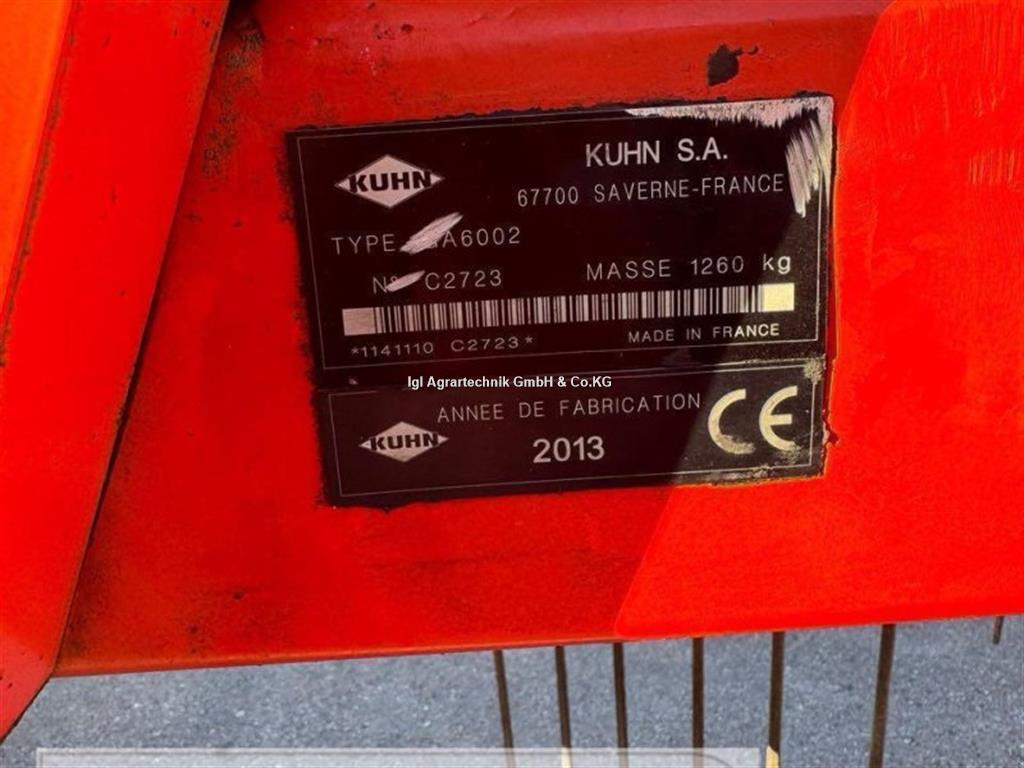 KUHN
KUHN S.A.
67700 SAVERNE-FRANCE
TYPE A6002
C2723
MASSE 1260 kg
*1141110 C2723*
MADE IN FRANCE
Igl Agrartechnik GmbH & Co.KG
ANNEE DE FABRICATION
KUHN
2013
CE